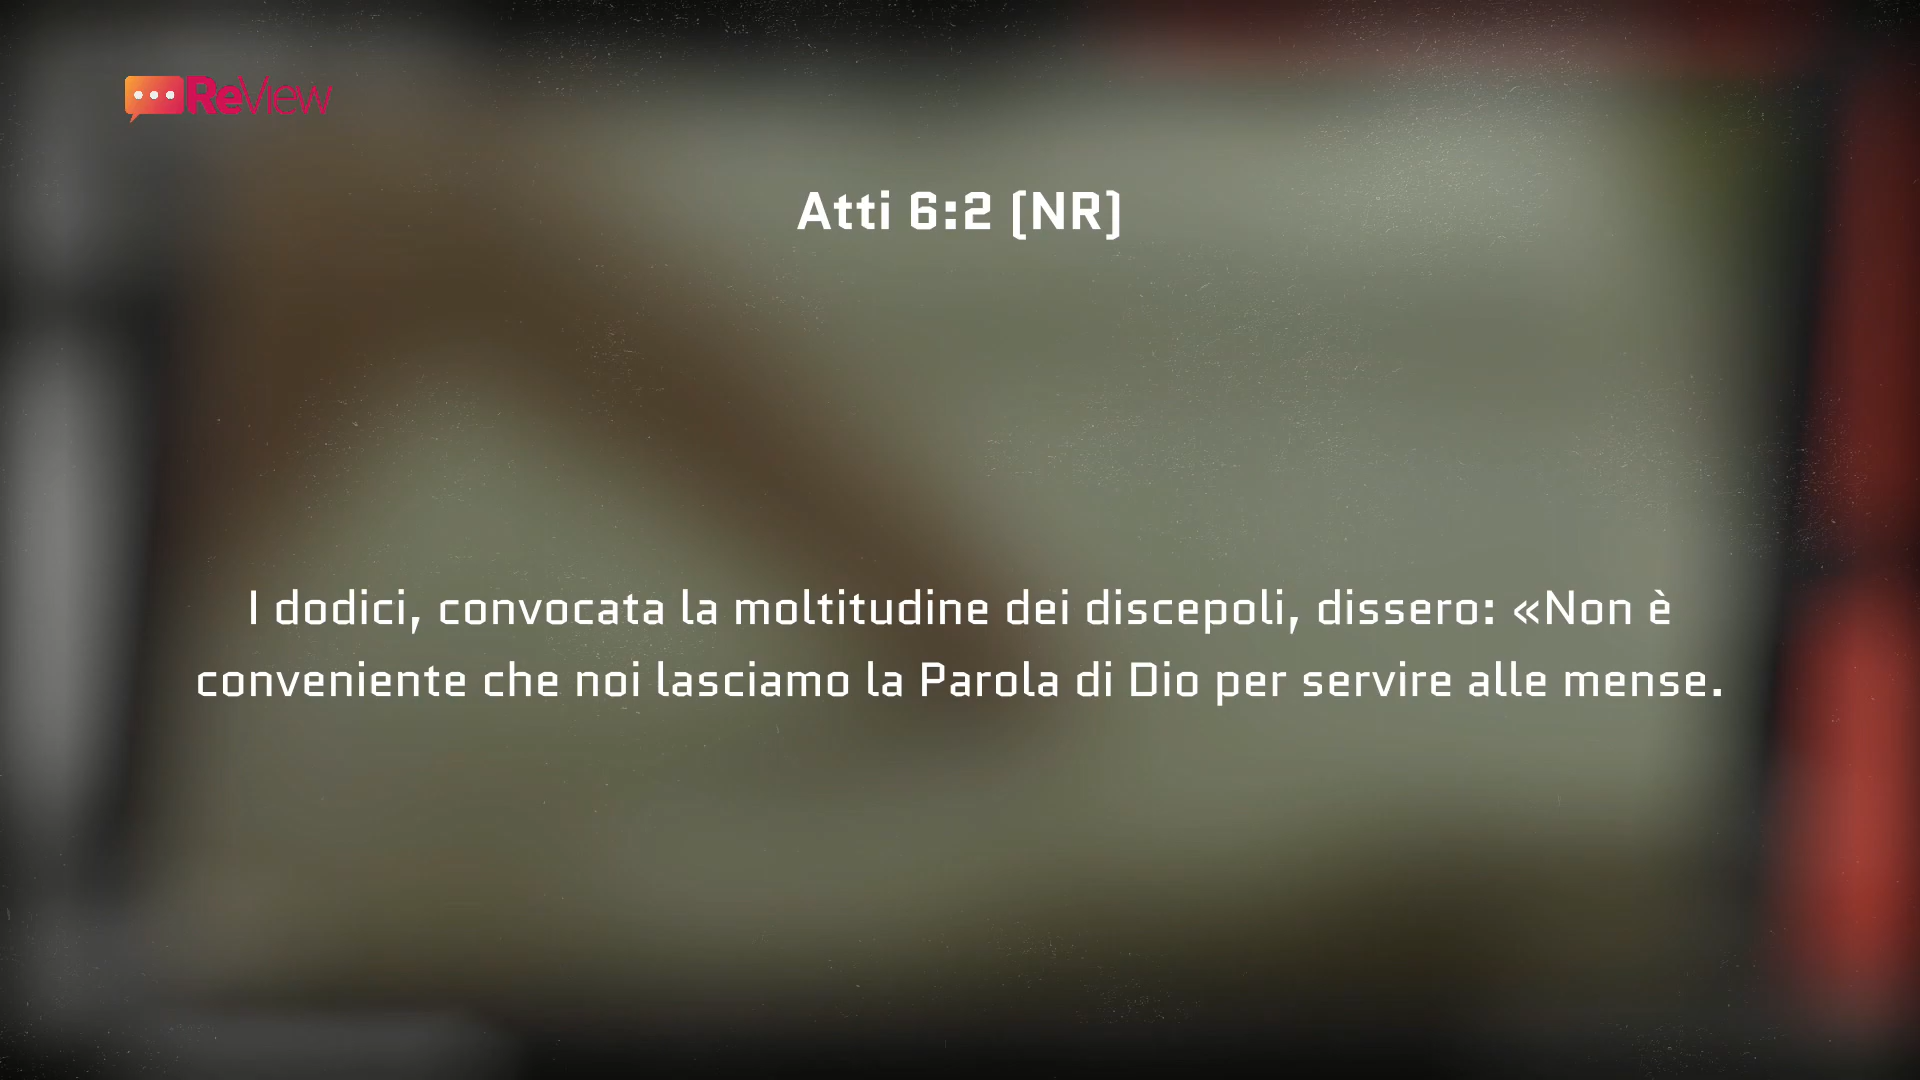 ReView
Atti 6:2 (NR)
I dodici, convocata la moltitudine dei discepoli, dissero: «Non è
conveniente che noi lasciamo la Parola di Dio per servire alle mense.